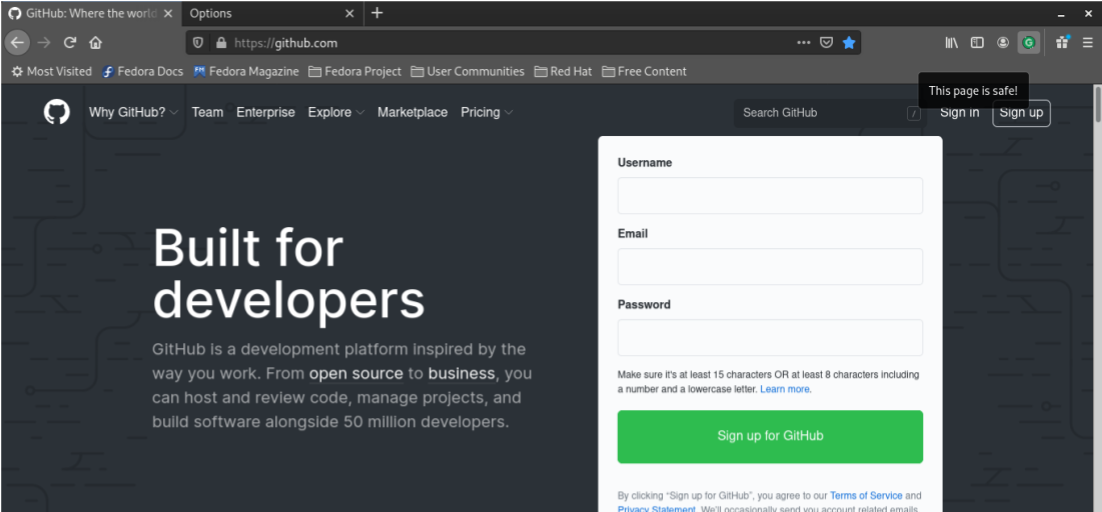 GitHub: Where the world
Options
https://github.com
Most Visited
Fedora Docs
FM Fedora Magazine
Fedora Project
User Communities
Red Hat
Free Content
G
This page is safe!
Why GitHub?
Team
Enterprise
Explore
Marketplace
Pricing
Search GitHub
/
Sign in
Sign up
Built for
developers
GitHub is a development platform inspired by the
way you work. From open source to business, you
can host and review code, manage projects, and
build software alongside 50 million developers.
Username
Email
Password
Make sure it's at least 15 characters OR at least 8 characters including
a number and a lowercase letter. Learn more.
Sign up for GitHub
By clicking “Sign up for GitHub”, you agree to our Terms of Service and
Privacy Statement. We'll occasionally send you account related emails.